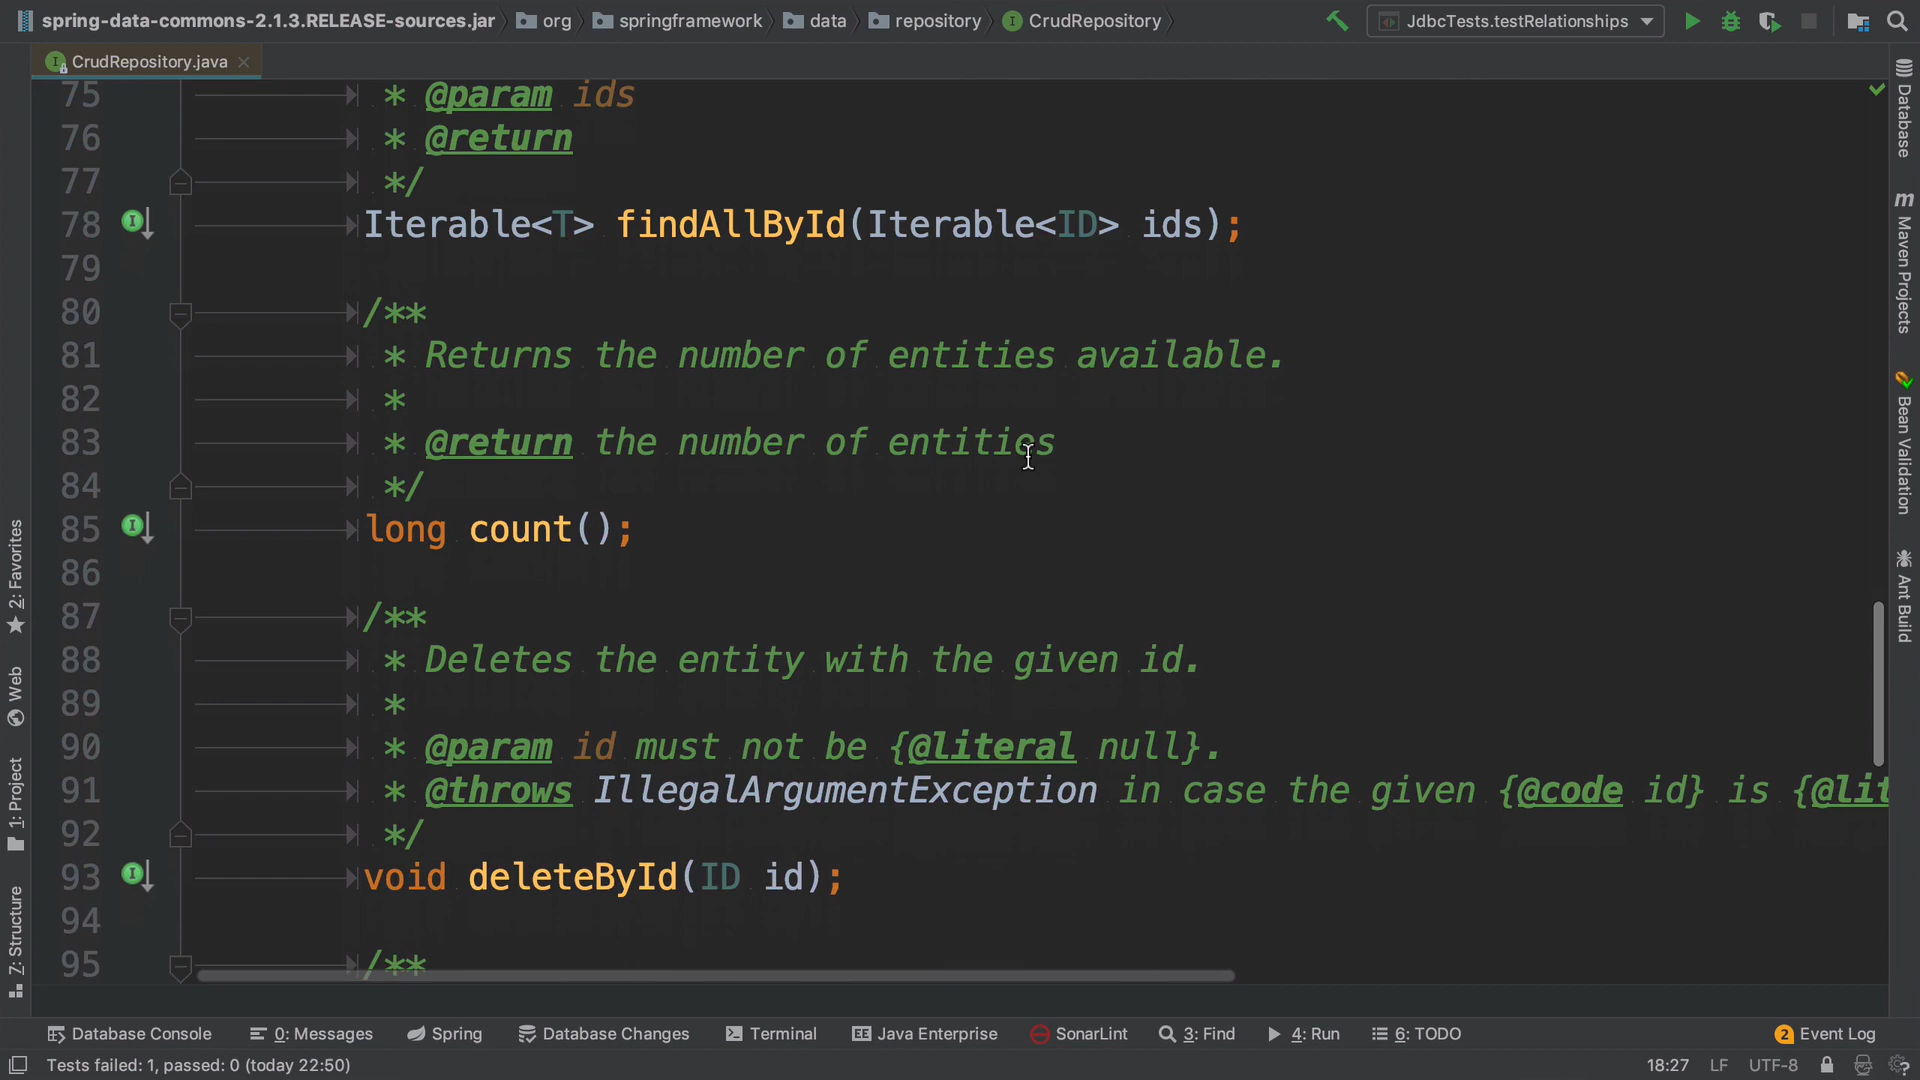 spring-data-commons-2.1.3.RELEASE-sources.jar org springframework data repository CrudRepository JdbcTests.testRelationships
CrudRepository.java
75 * @param ids
76 * @return
77 */
78 Iterable<T> findAllById(Iterable<ID> ids);
79
80 /**
81 * Returns the number of entities available.
82 *
83 * @return the number of entities
84 */
85 long count();
86
87 /**
88 * Deletes the entity with the given id.
89 *
90 * @param id must not be {@literal null}.
91 * @throws IllegalArgumentException in case the given {@code id} is {@lit
92 */
93 void deleteById(ID id);
94
95 /**
2: Favorites
Web
1: Project
Z: Structure
Database
Maven Projects
Bean Validation
Ant Build
Database Console 0: Messages Spring Database Changes Terminal Java Enterprise SonarLint 3: Find 4: Run 6: TODO 2 Event Log
Tests failed: 1, passed: 0 (today 22:50) 18:27 LF UTF-8